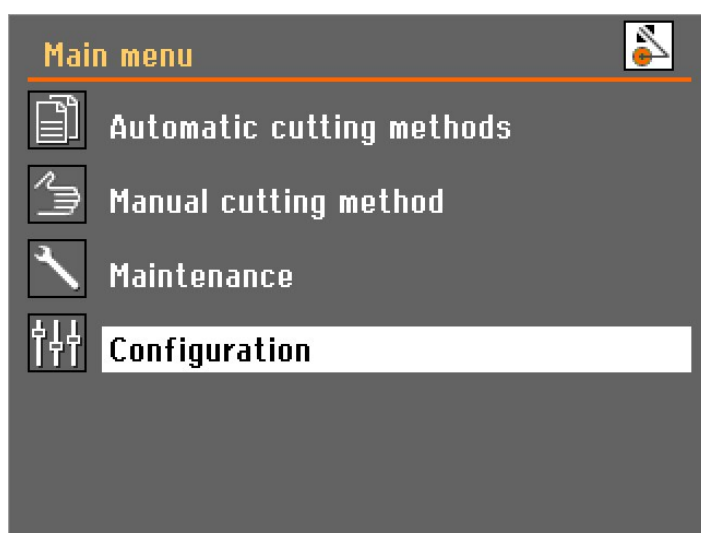 Main menu
Automatic cutting methods
Manual cutting method
Maintenance
Configuration